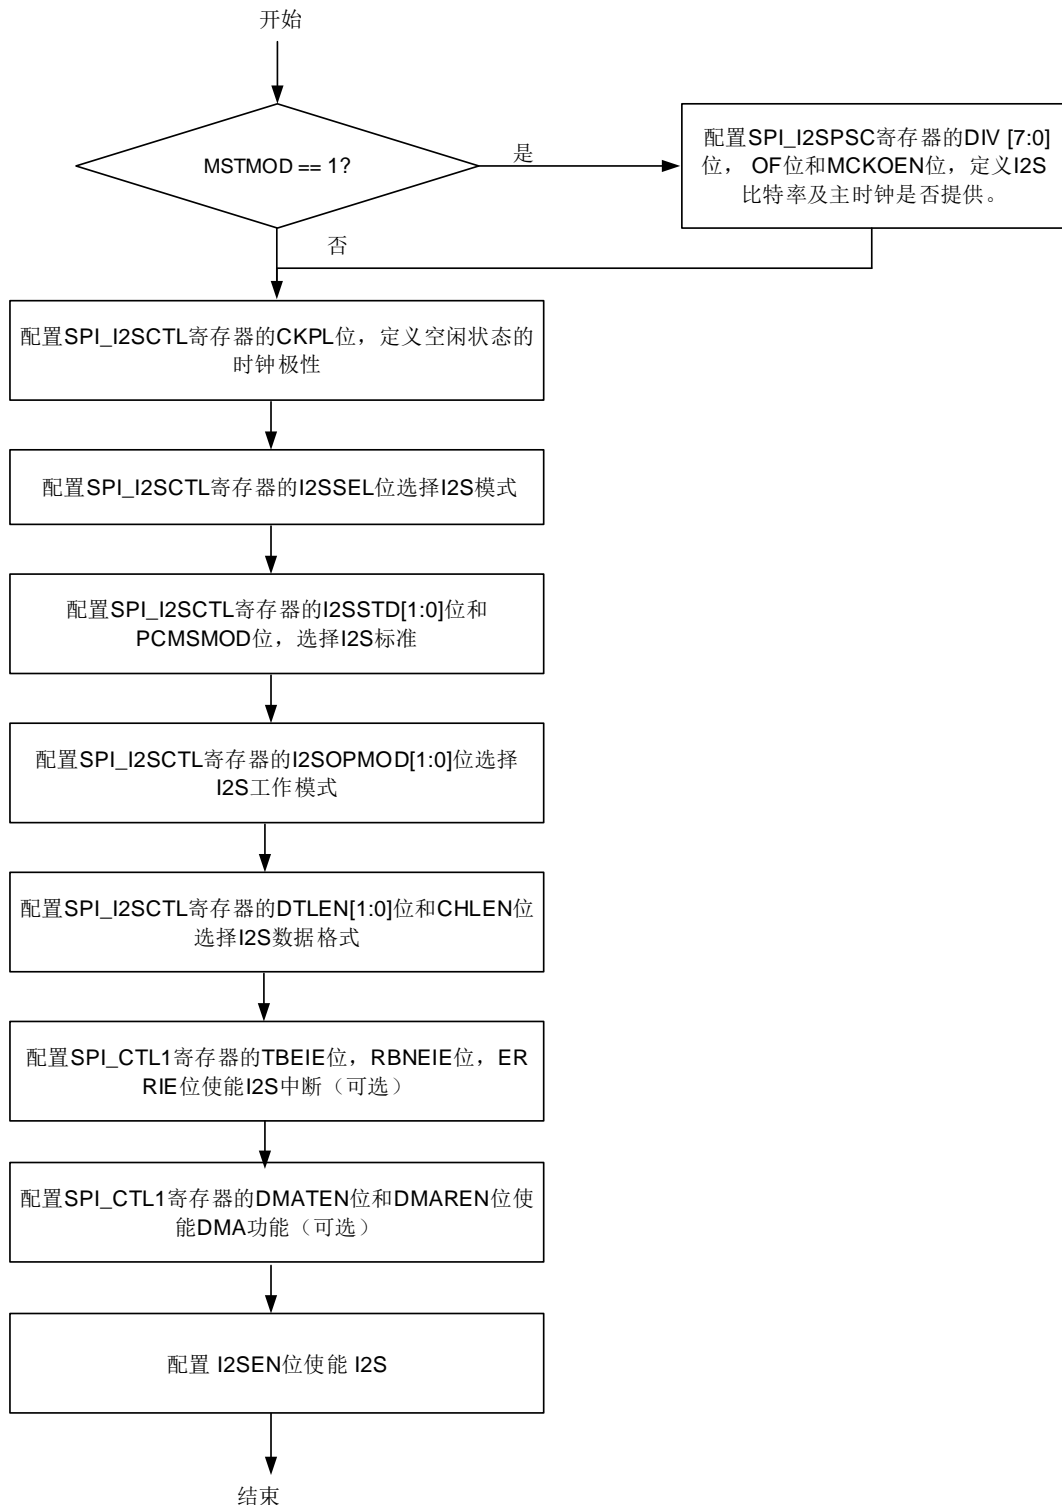 开始
MSTMOD == 1?
是
配置SPI_I2SPSC寄存器的DIV [7:0]
位， OF位和MCKOEN位，定义I2S
比特率及主时钟是否提供。
否
配置SPI_I2SCTL寄存器的CKPL位，定义空闲状态的
时钟极性
配置SPI_I2SCTL寄存器的I2SSEL位选择I2S模式
配置SPI_I2SCTL寄存器的I2SSTD[1:0]位和
PCMSMOD位，选择I2S标准
配置SPI_I2SCTL寄存器的I2SOPMOD[1:0]位选择
I2S工作模式
配置SPI_I2SCTL寄存器的DTLEN[1:0]位和CHLEN位
选择I2S数据格式
配置SPI_CTL1寄存器的TBEIE位，RBNEIE位，ER
RIE位使能I2S中断（可选）
配置SPI_CTL1寄存器的DMATEN位和DMAREN位使
能DMA功能（可选）
配置 I2SEN位使能 I2S
结束